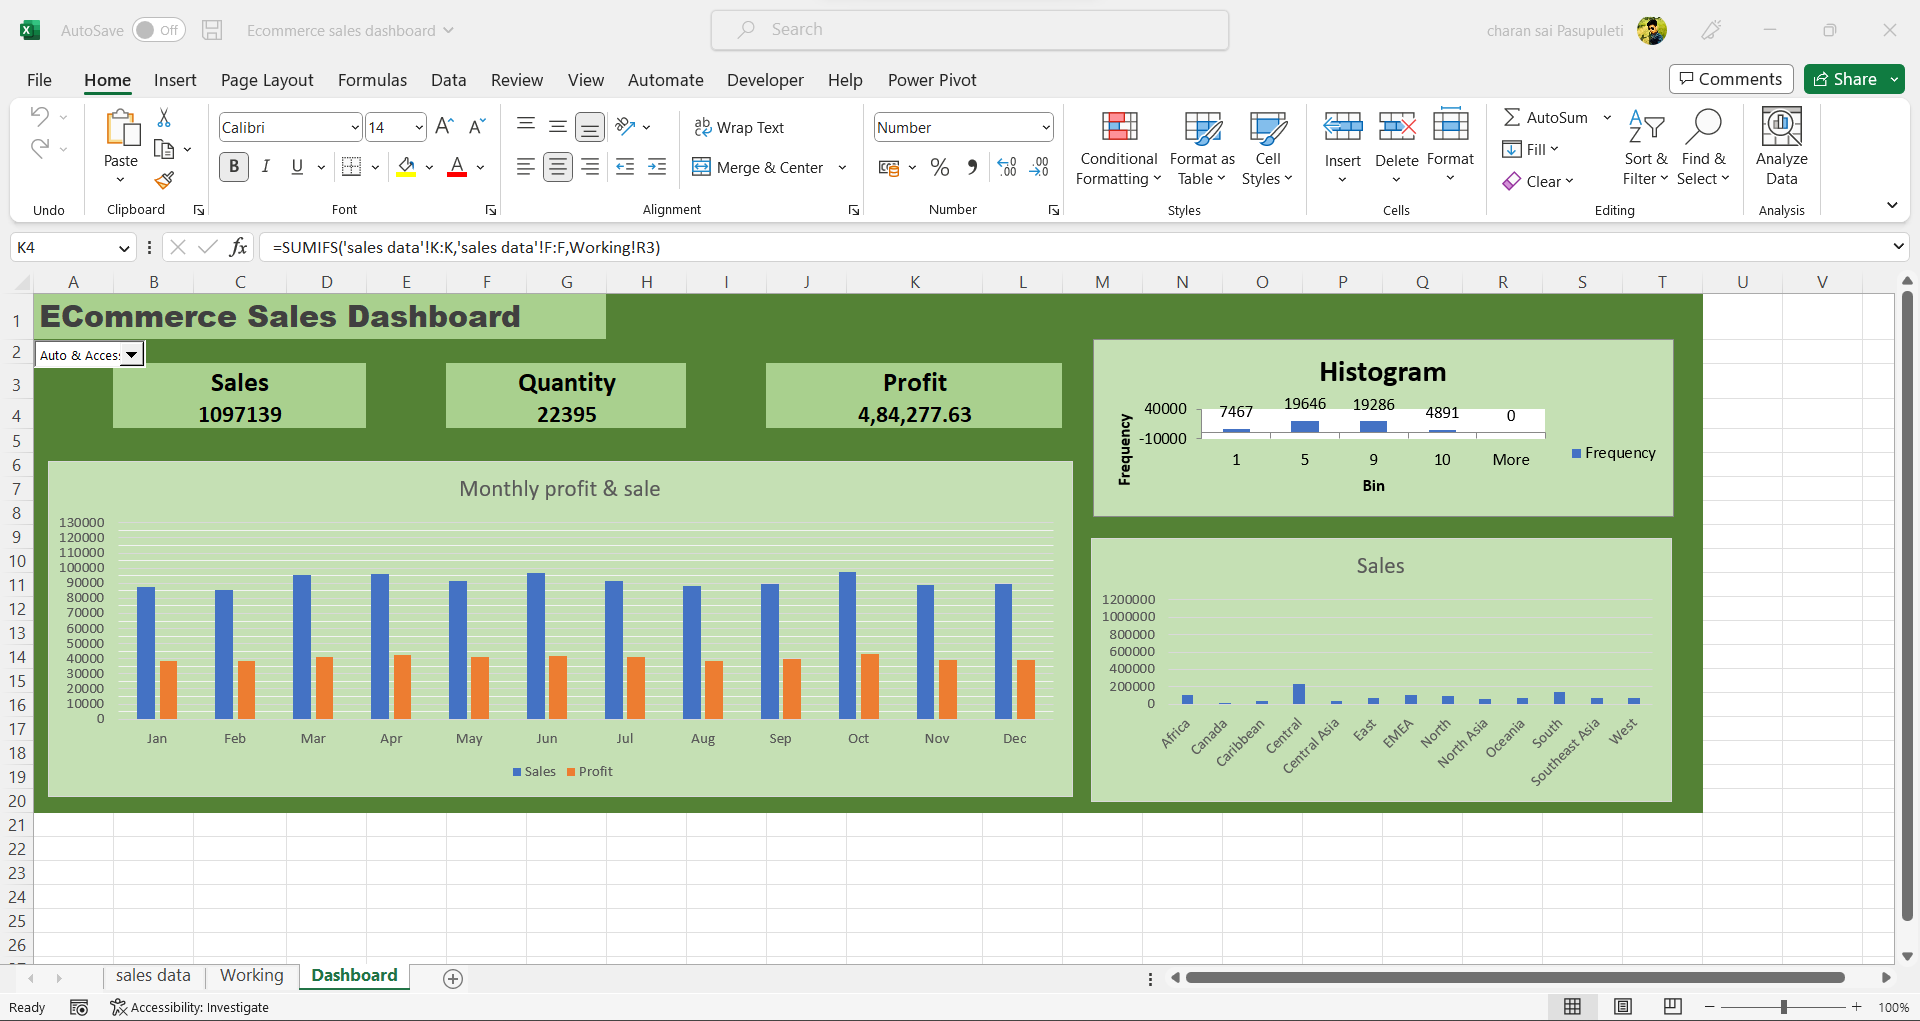 AutoSave Off Ecommerce sales dashboard Search charan sai Pasupuleti
File Home Insert Page Layout Formulas Data Review View Automate Developer Help Power Pivot Comments Share
Undo
Paste
Clipboard
Calibri 14
B I U A
Font
Wrap Text
Merge & Center
Alignment
Number
% 
Number
Conditional Formatting
Format as Table
Cell Styles
Styles
Insert Delete Format
Cells
AutoSum
Fill
Clear
Sort & Filter
Find & Select
Editing
Analyze Data
Analysis
K4 fx =SUMIFS('sales data'!K:K,'sales data'!F:F,Working!R3)
A B C D E F G H I J K L M N O P Q R S T U V
1
2
3
4
5
6
7
8
9
10
11
12
13
14
15
16
17
18
19
20
21
22
23
24
25
26
ECommerce Sales Dashboard
Auto & Acces
Sales
1097139
Quantity
22395
Profit
4,84,277.63
Monthly profit & sale
130000
120000
110000
100000
90000
80000
70000
60000
50000
40000
30000
20000
10000
0
Jan Feb Mar Apr May Jun Jul Aug Sep Oct Nov Dec
Sales Profit
Histogram
Frequency
40000
-10000
7467 19646 19286 4891 0
1 5 9 10 More
Bin
Frequency
Sales
1200000
1000000
800000
600000
400000
200000
0
Africa Canada Caribbean Central Central Asia East EMEA North North Asia Oceania South Southeast Asia West
sales data Working Dashboard
Ready Accessibility: Investigate 100%